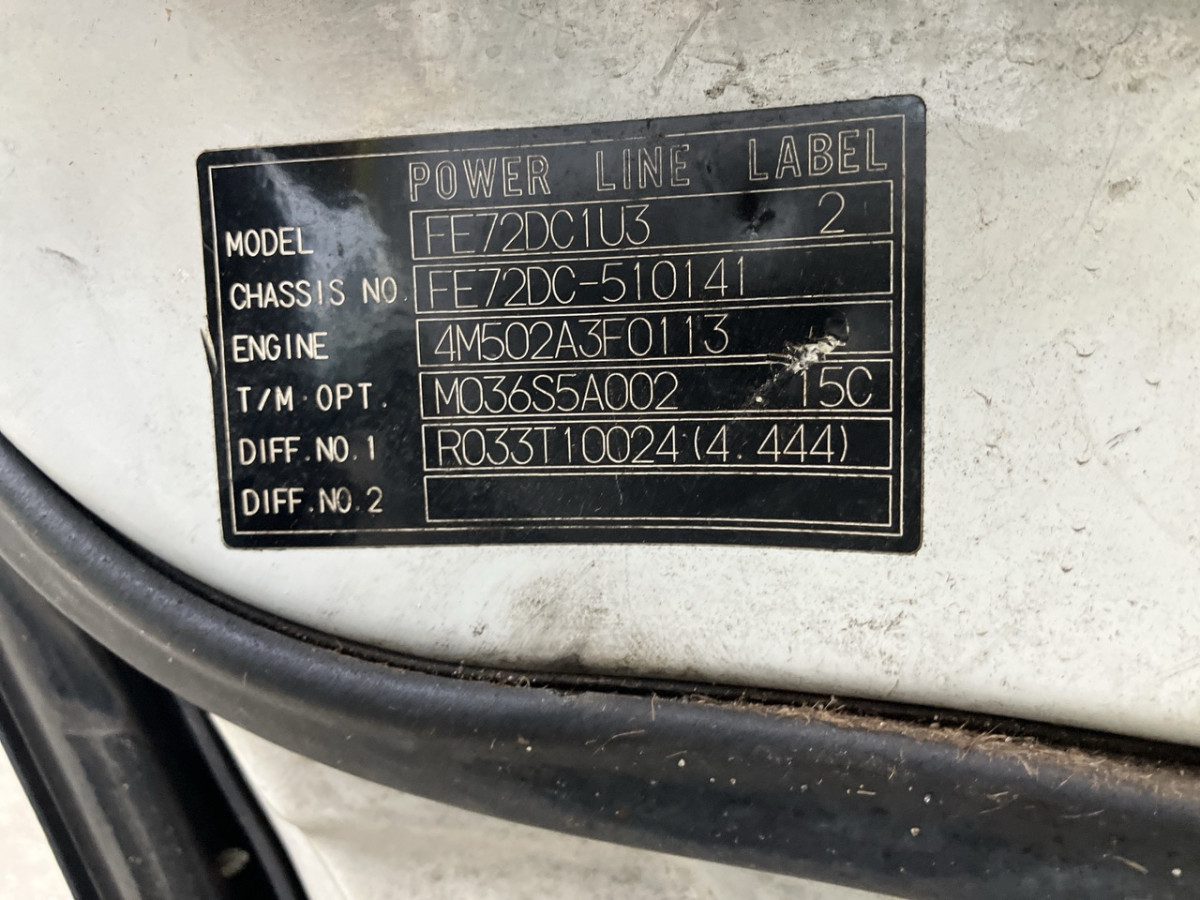 POWER LINE LABEL
MODEL FE72DC1U3 2
CHASSIS NO. FE72DC-510141
ENGINE 4M502A3F0113
T/M OPT. M036S5A002 15C
DIFF.NO.1 R033T10024(4.444)
DIFF.NO.2